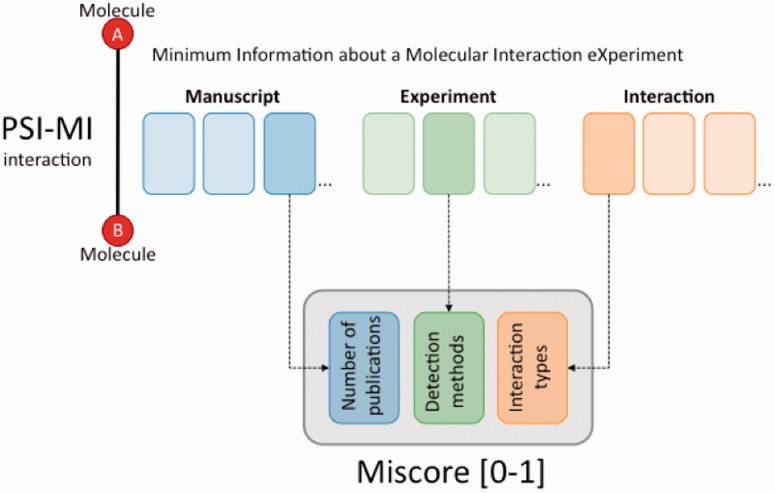 Molecule
A
Minimum Information about a Molecular Interaction eXperiment
Manuscript
Experiment
Interaction
PSI-MI
interaction
...
...
...
B
Molecule
Number of
publications
Detection
methods
Interaction
types
Miscore [0-1]